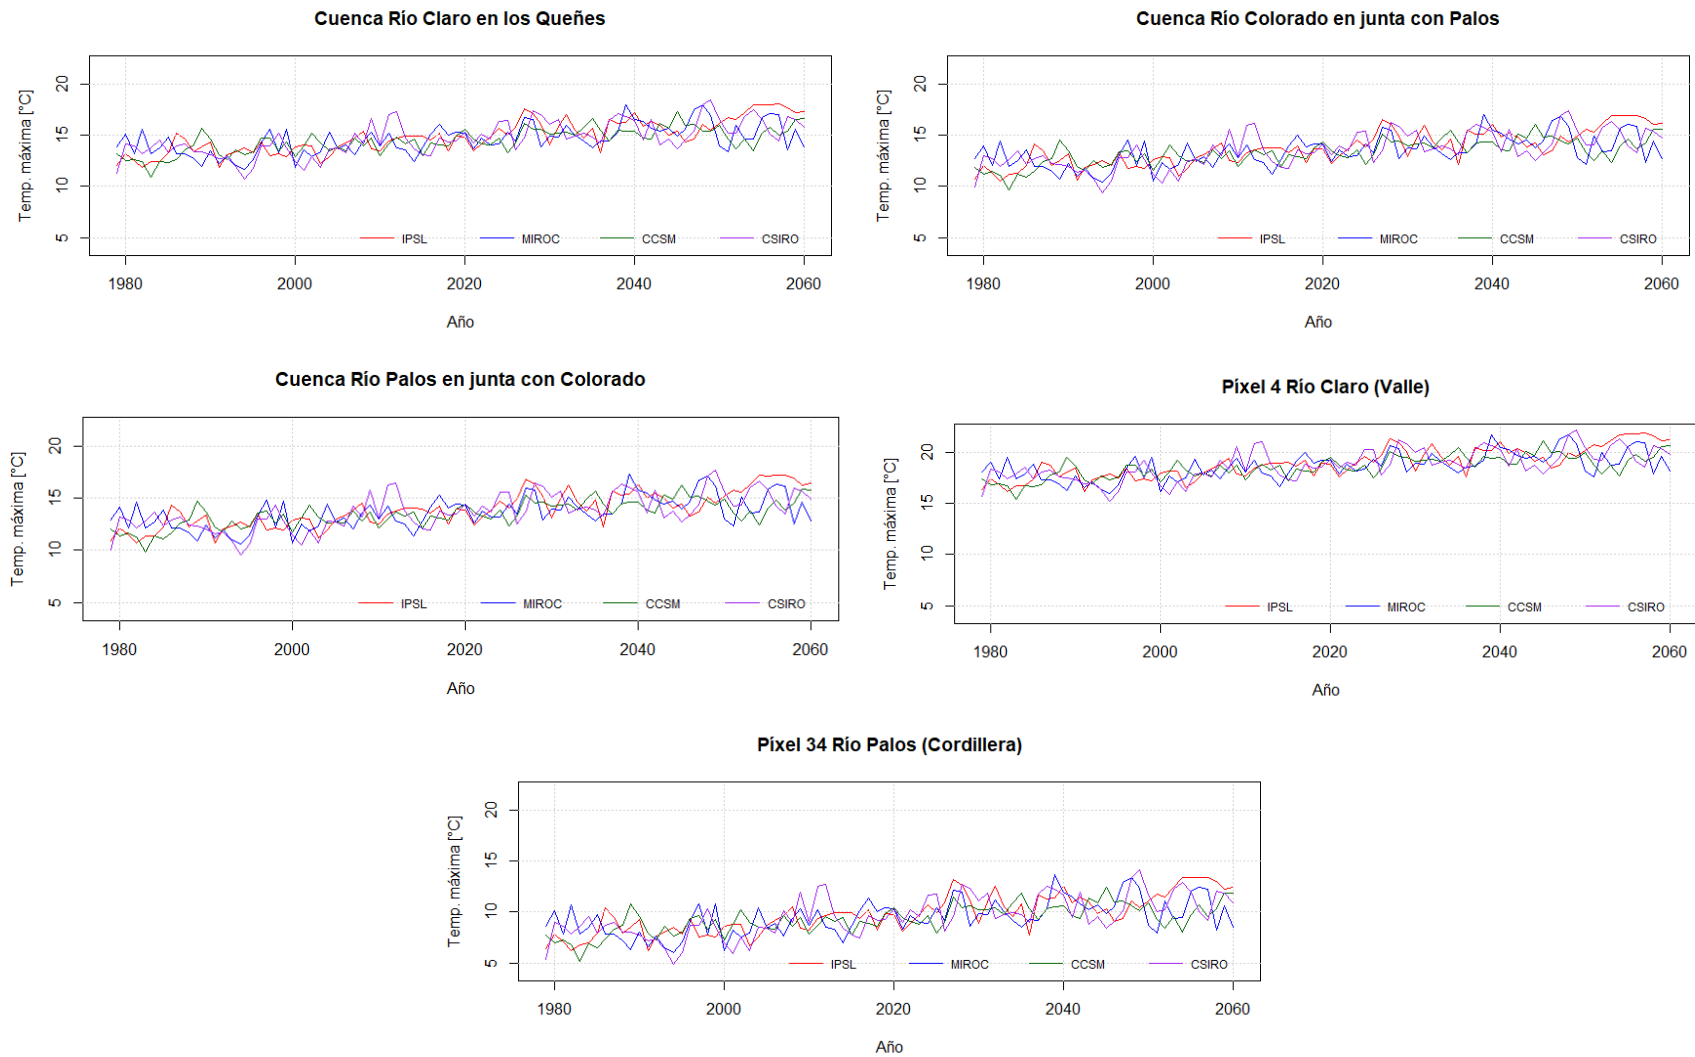 Cuenca Río Claro en los Queñes
Temp. máxima [°C]
20
15
10
5
IPSL MIROC CCSM CSIRO
1980 2000 2020 2040 2060
Año
Cuenca Río Colorado en junta con Palos
Temp. máxima [°C]
20
15
10
5
IPSL MIROC CCSM CSIRO
1980 2000 2020 2040 2060
Año
Cuenca Río Palos en junta con Colorado
Temp. máxima [°C]
20
15
10
5
IPSL MIROC CCSM CSIRO
1980 2000 2020 2040 2060
Año
Píxel 4 Río Claro (Valle)
Temp. máxima [°C]
20
15
10
5
IPSL MIROC CCSM CSIRO
1980 2000 2020 2040 2060
Año
Píxel 34 Río Palos (Cordillera)
Temp. máxima [°C]
20
15
10
5
IPSL MIROC CCSM CSIRO
1980 2000 2020 2040 2060
Año